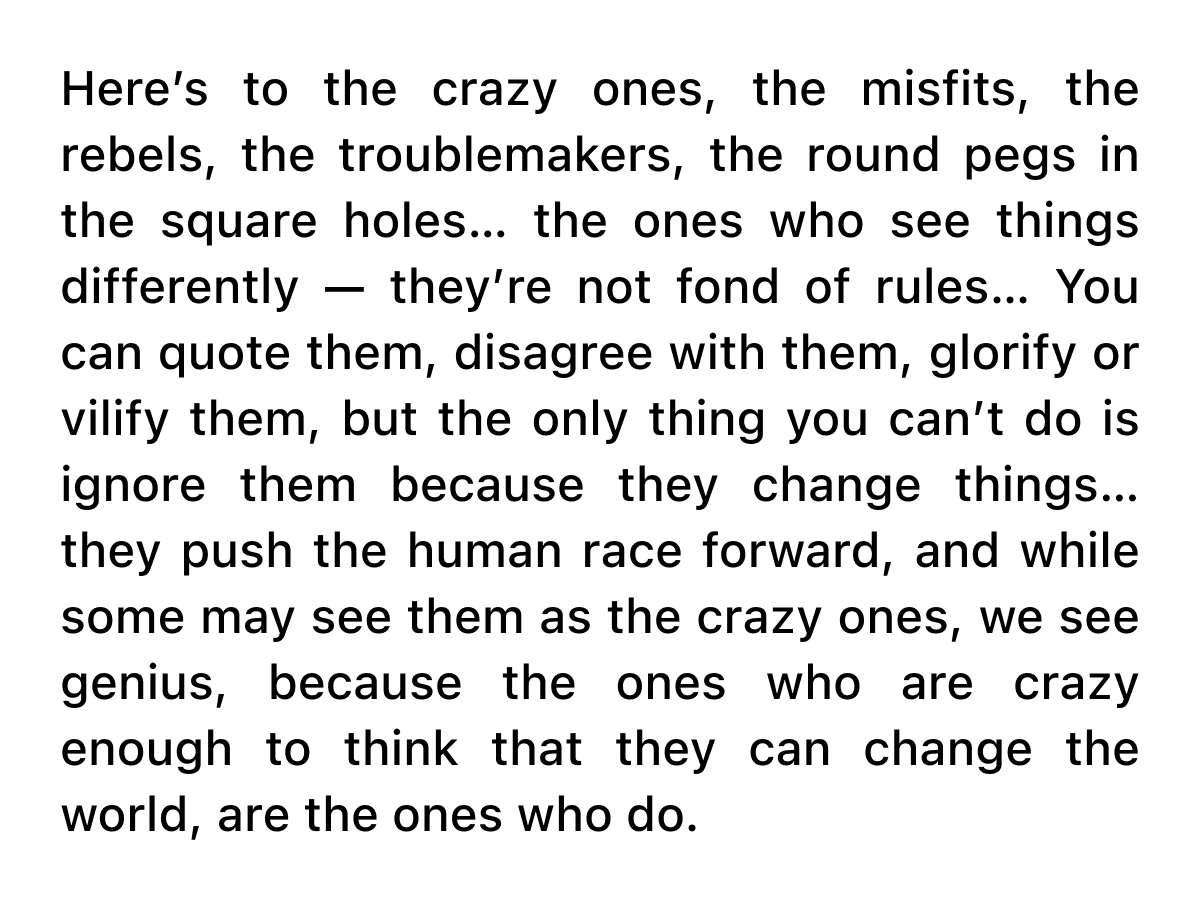 Here’s to the crazy ones, the misfits, the
rebels, the troublemakers, the round pegs in
the square holes… the ones who see things
differently — they’re not fond of rules… You
can quote them, disagree with them, glorify or
vilify them, but the only thing you can’t do is
ignore them because they change things…
they push the human race forward, and while
some may see them as the crazy ones, we see
genius, because the ones who are crazy
enough to think that they can change the
world, are the ones who do.